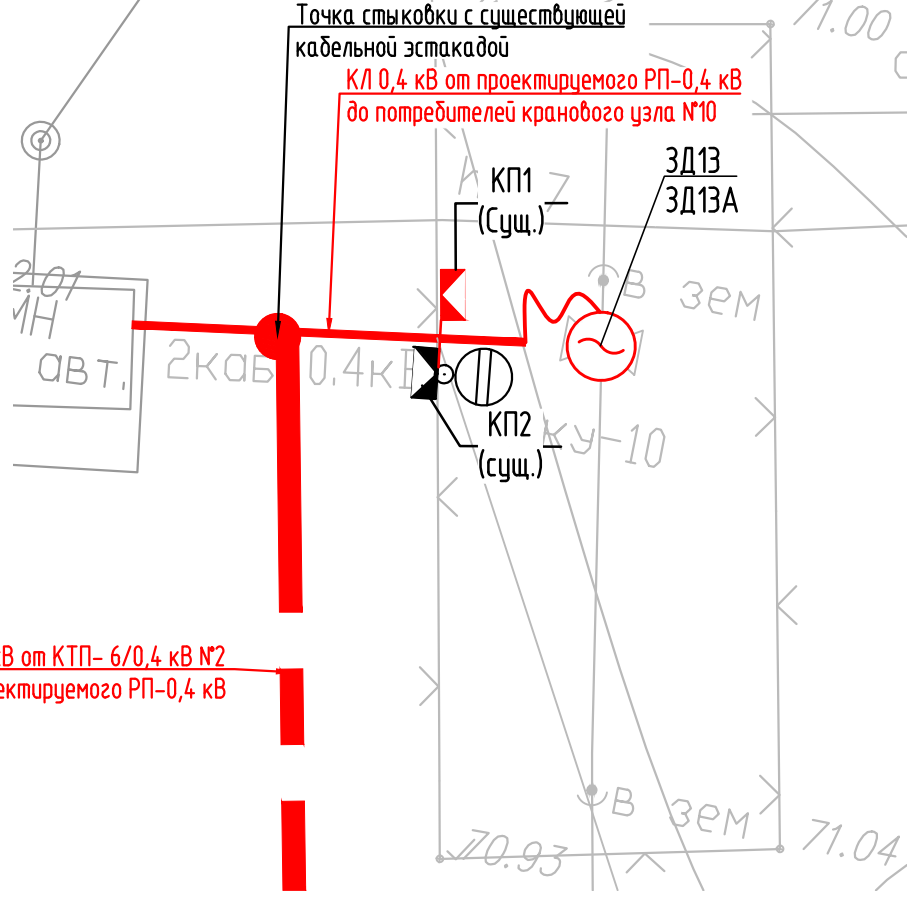 Точка стыковки с существующей
кабельной эстакадой
71.00
КЛ 0,4 кВ от проектируемого РП-0,4 кВ
до потребителей кранового узла №10
ЗД13
ЗД13А
КП1
(Сущ.)
7
В зем
авт.
2каб 0.4кВ
КП2
(сущ.)
ку-10
от КТП- 6/0,4 кВ №2
РП-0,4 кВ
В зем
70.93
71.04